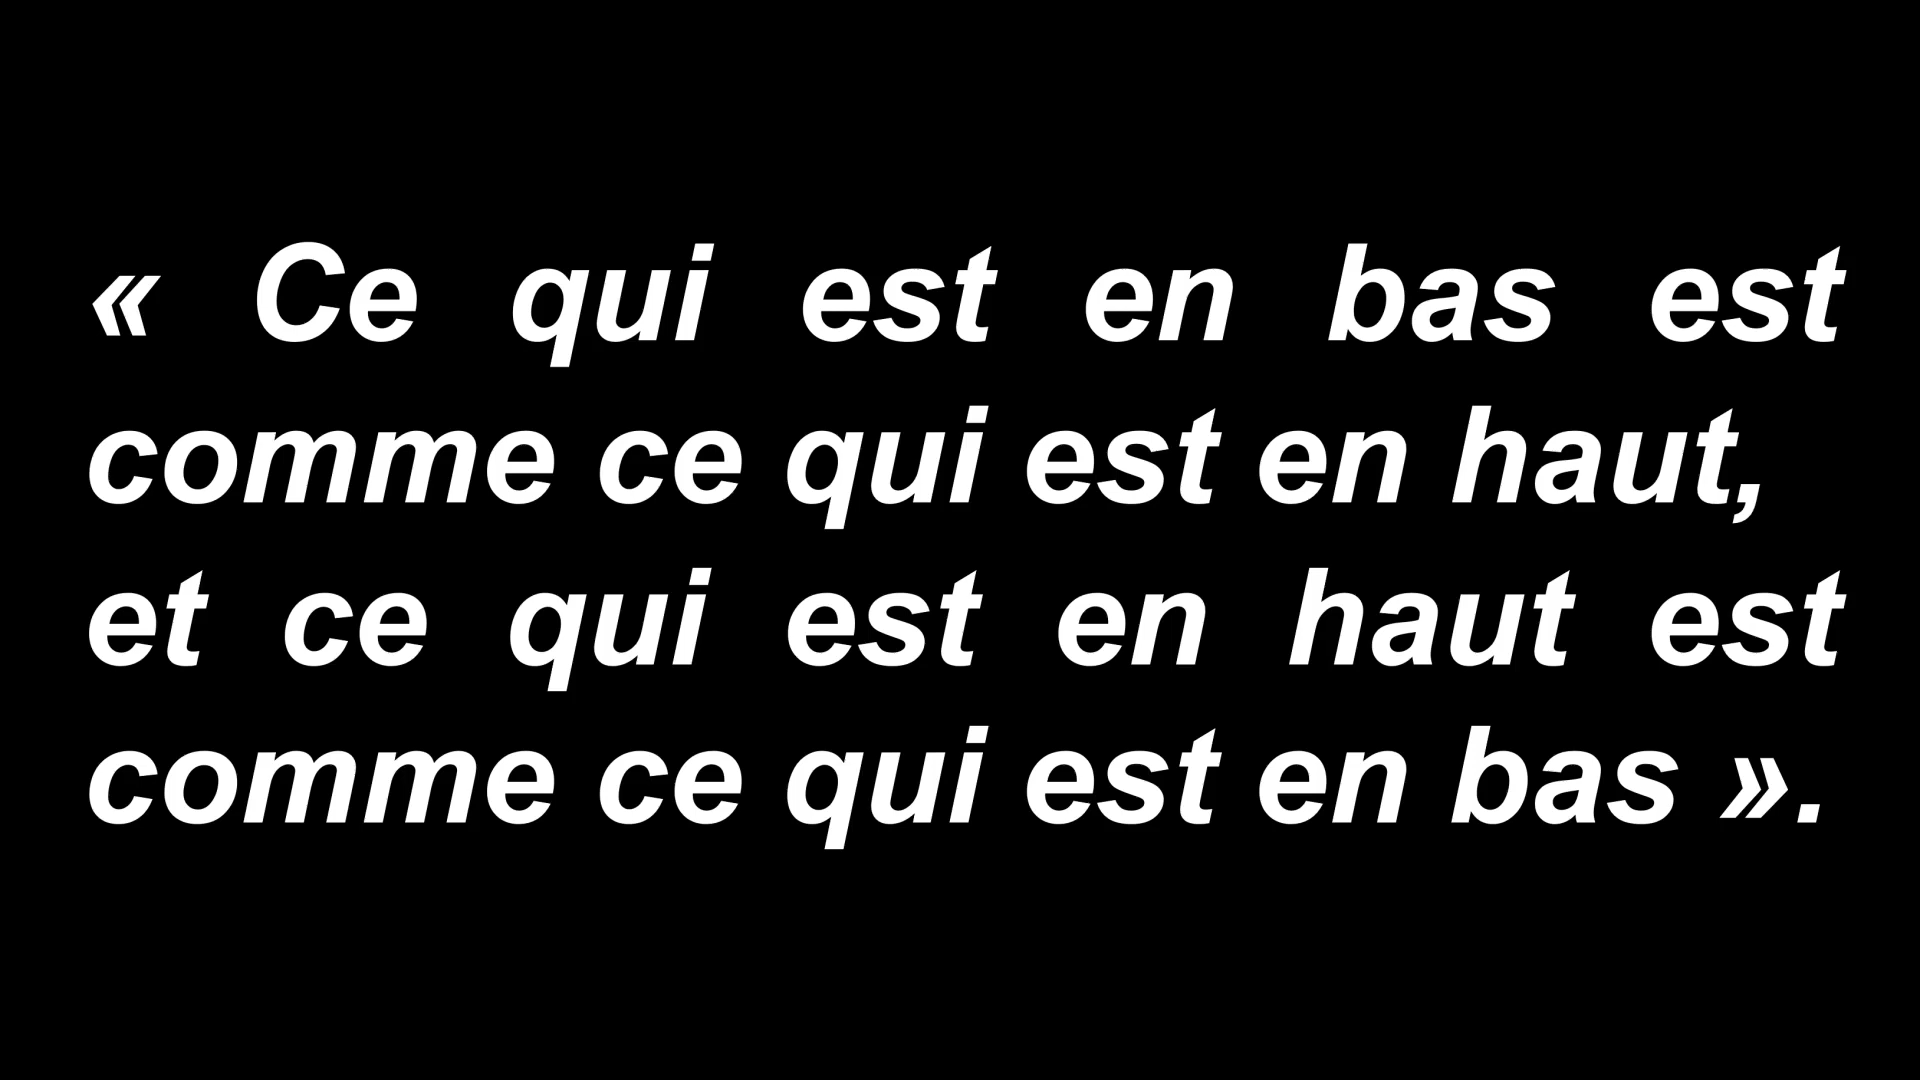 « Ce qui est en bas est
comme ce qui est en haut,
et ce qui est en haut est
comme ce qui est en bas ».